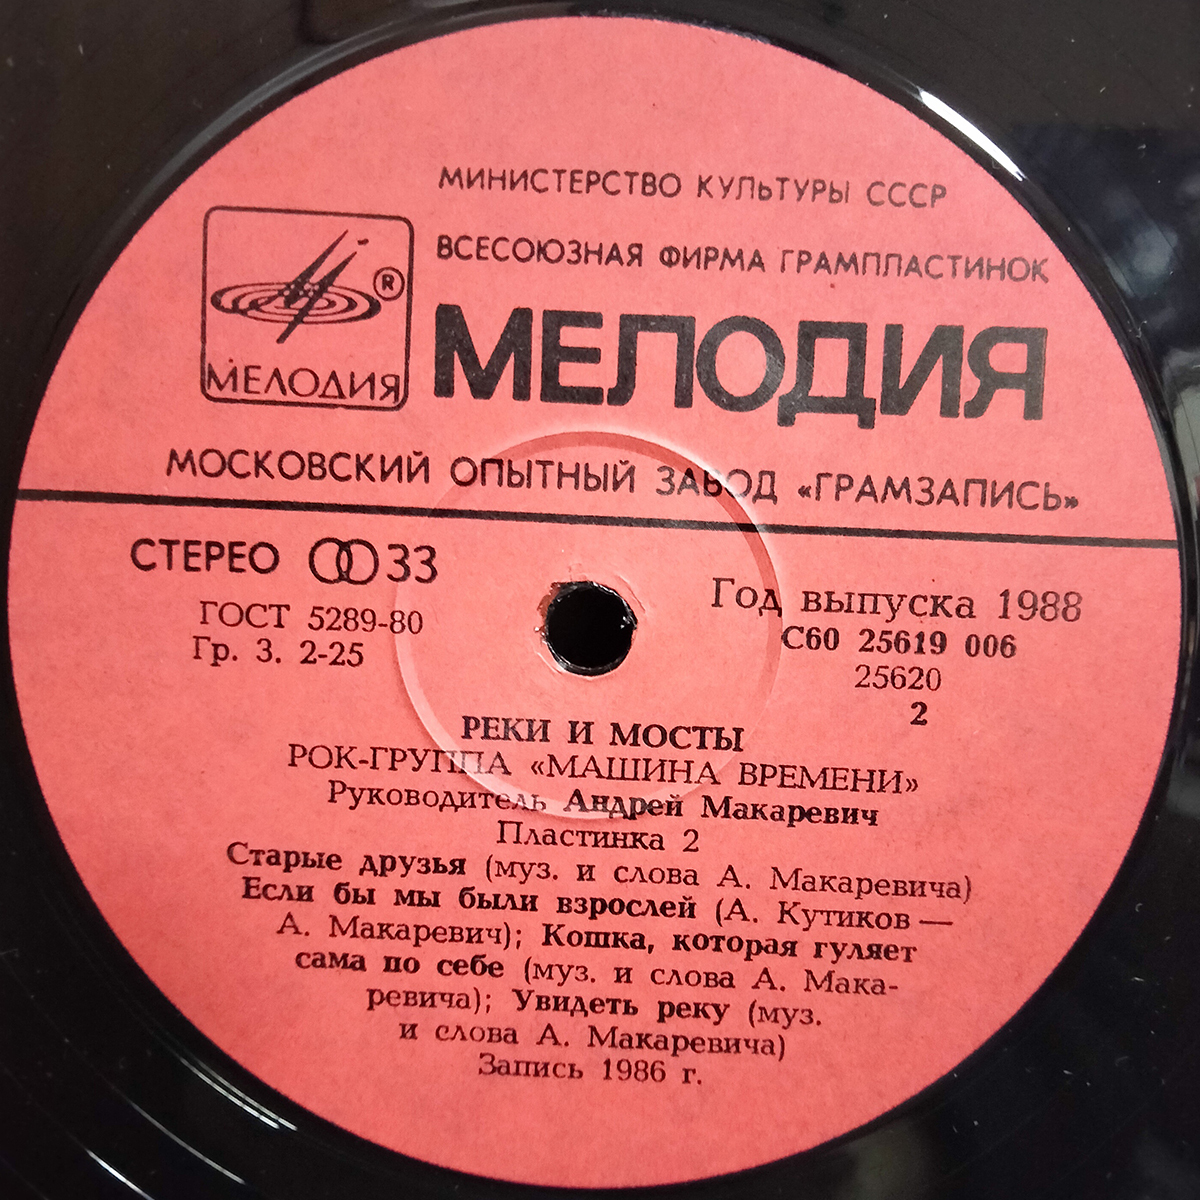 МИНИСТЕРСТВО КУЛЬТУРЫ СССР
ВСЕСОЮЗНАЯ ФИРМА ГРАМПЛАСТИНОК
®
МЕЛОДИЯ
МЕЛОДИЯ
МОСКОВСКИЙ ОПЫТНЫЙ ЗАВОД «ГРАМЗАПИСЬ»
СТЕРЕО 33
ГОСТ 5289-80
Гр. 3. 2-25
Год выпуска 1988
С60 25619 006
25620
2
РЕКИ И МОСТЫ
РОК-ГРУППА «МАШИНА ВРЕМЕНИ»
Руководитель Андрей Макаревич
Пластинка 2
Старые друзья (муз. и слова А. Макаревича)
Если бы мы были взрослей (А. Кутиков —
А. Макаревич); Кошка, которая гуляет
сама по себе (муз. и слова А. Мака-
ревича); Увидеть реку (муз.
и слова А. Макаревича)
Запись 1986 г.